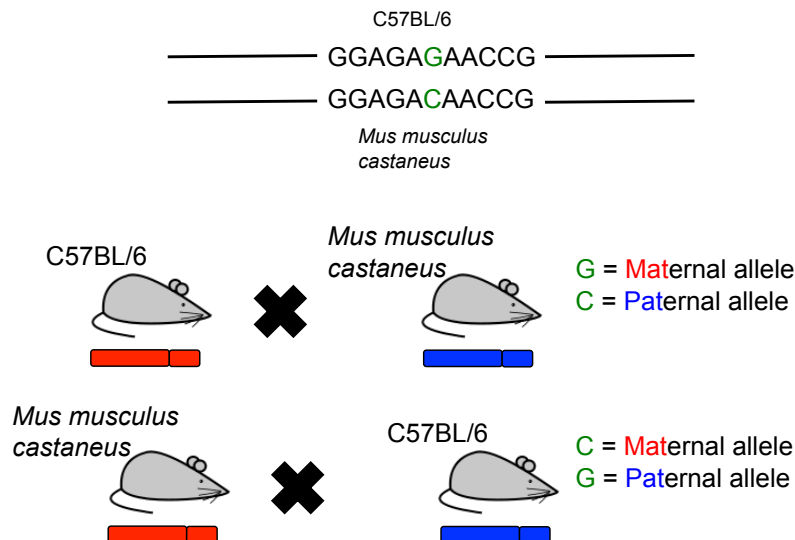 C57BL/6
GGAGAGAACCG
GGAGACAACCG
Mus musculus
castaneus
C57BL/6
Mus musculus
castaneus
G = Maternal allele
C = Paternal allele
Mus musculus
castaneus
C57BL/6
C = Maternal allele
G = Paternal allele